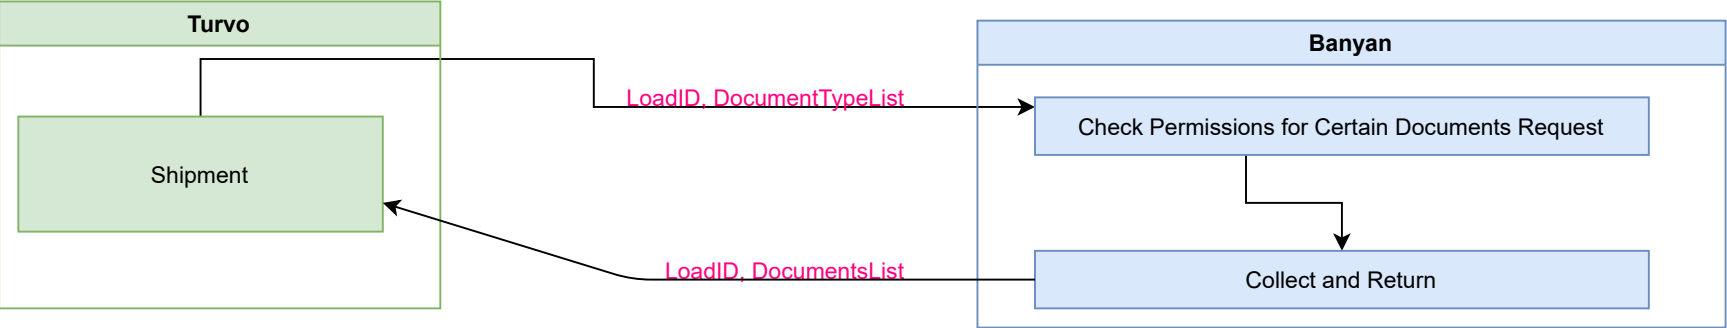 Turvo
Banyan
LoadID, DocumentTypeList
Check Permissions for Certain Documents Request
Shipment
LoadID, DocumentsList
Collect and Return